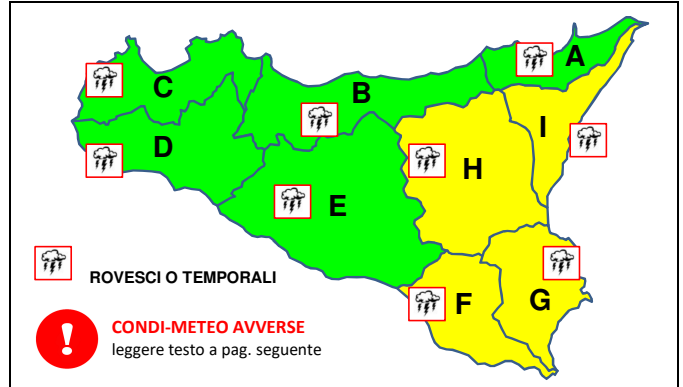 A
C
B
I
D
H
E
ROVESCI O TEMPORALI
F
G
CONDI-METEO AVVERSE
leggere testo a pag. seguente